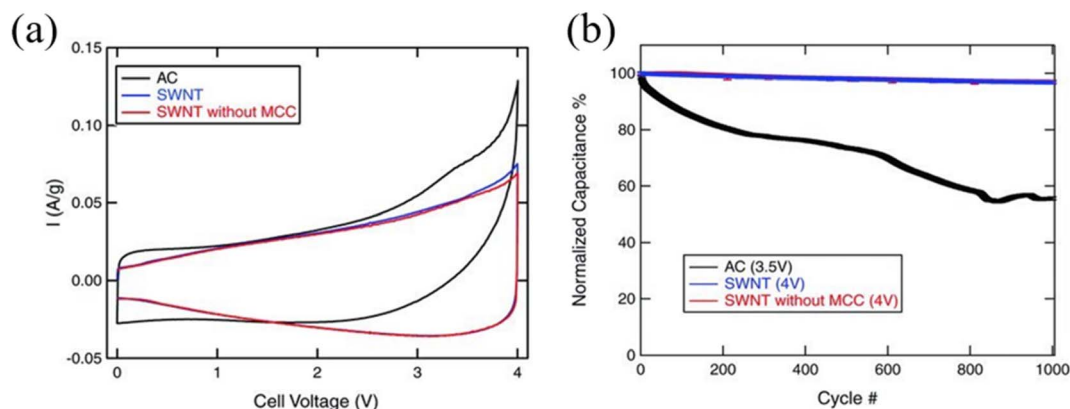 (a)
I (A/g)
0.15
0.10
0.05
0.00
-0.05
AC
SWNT
SWNT without MCC
0 1 2 3 4
Cell Voltage (V)
(b)
Normalized Capacitance %
100
80
60
40
20
0
AC (3.5V)
SWNT (4V)
SWNT without MCC (4V)
0 200 400 600 800 1000
Cycle #